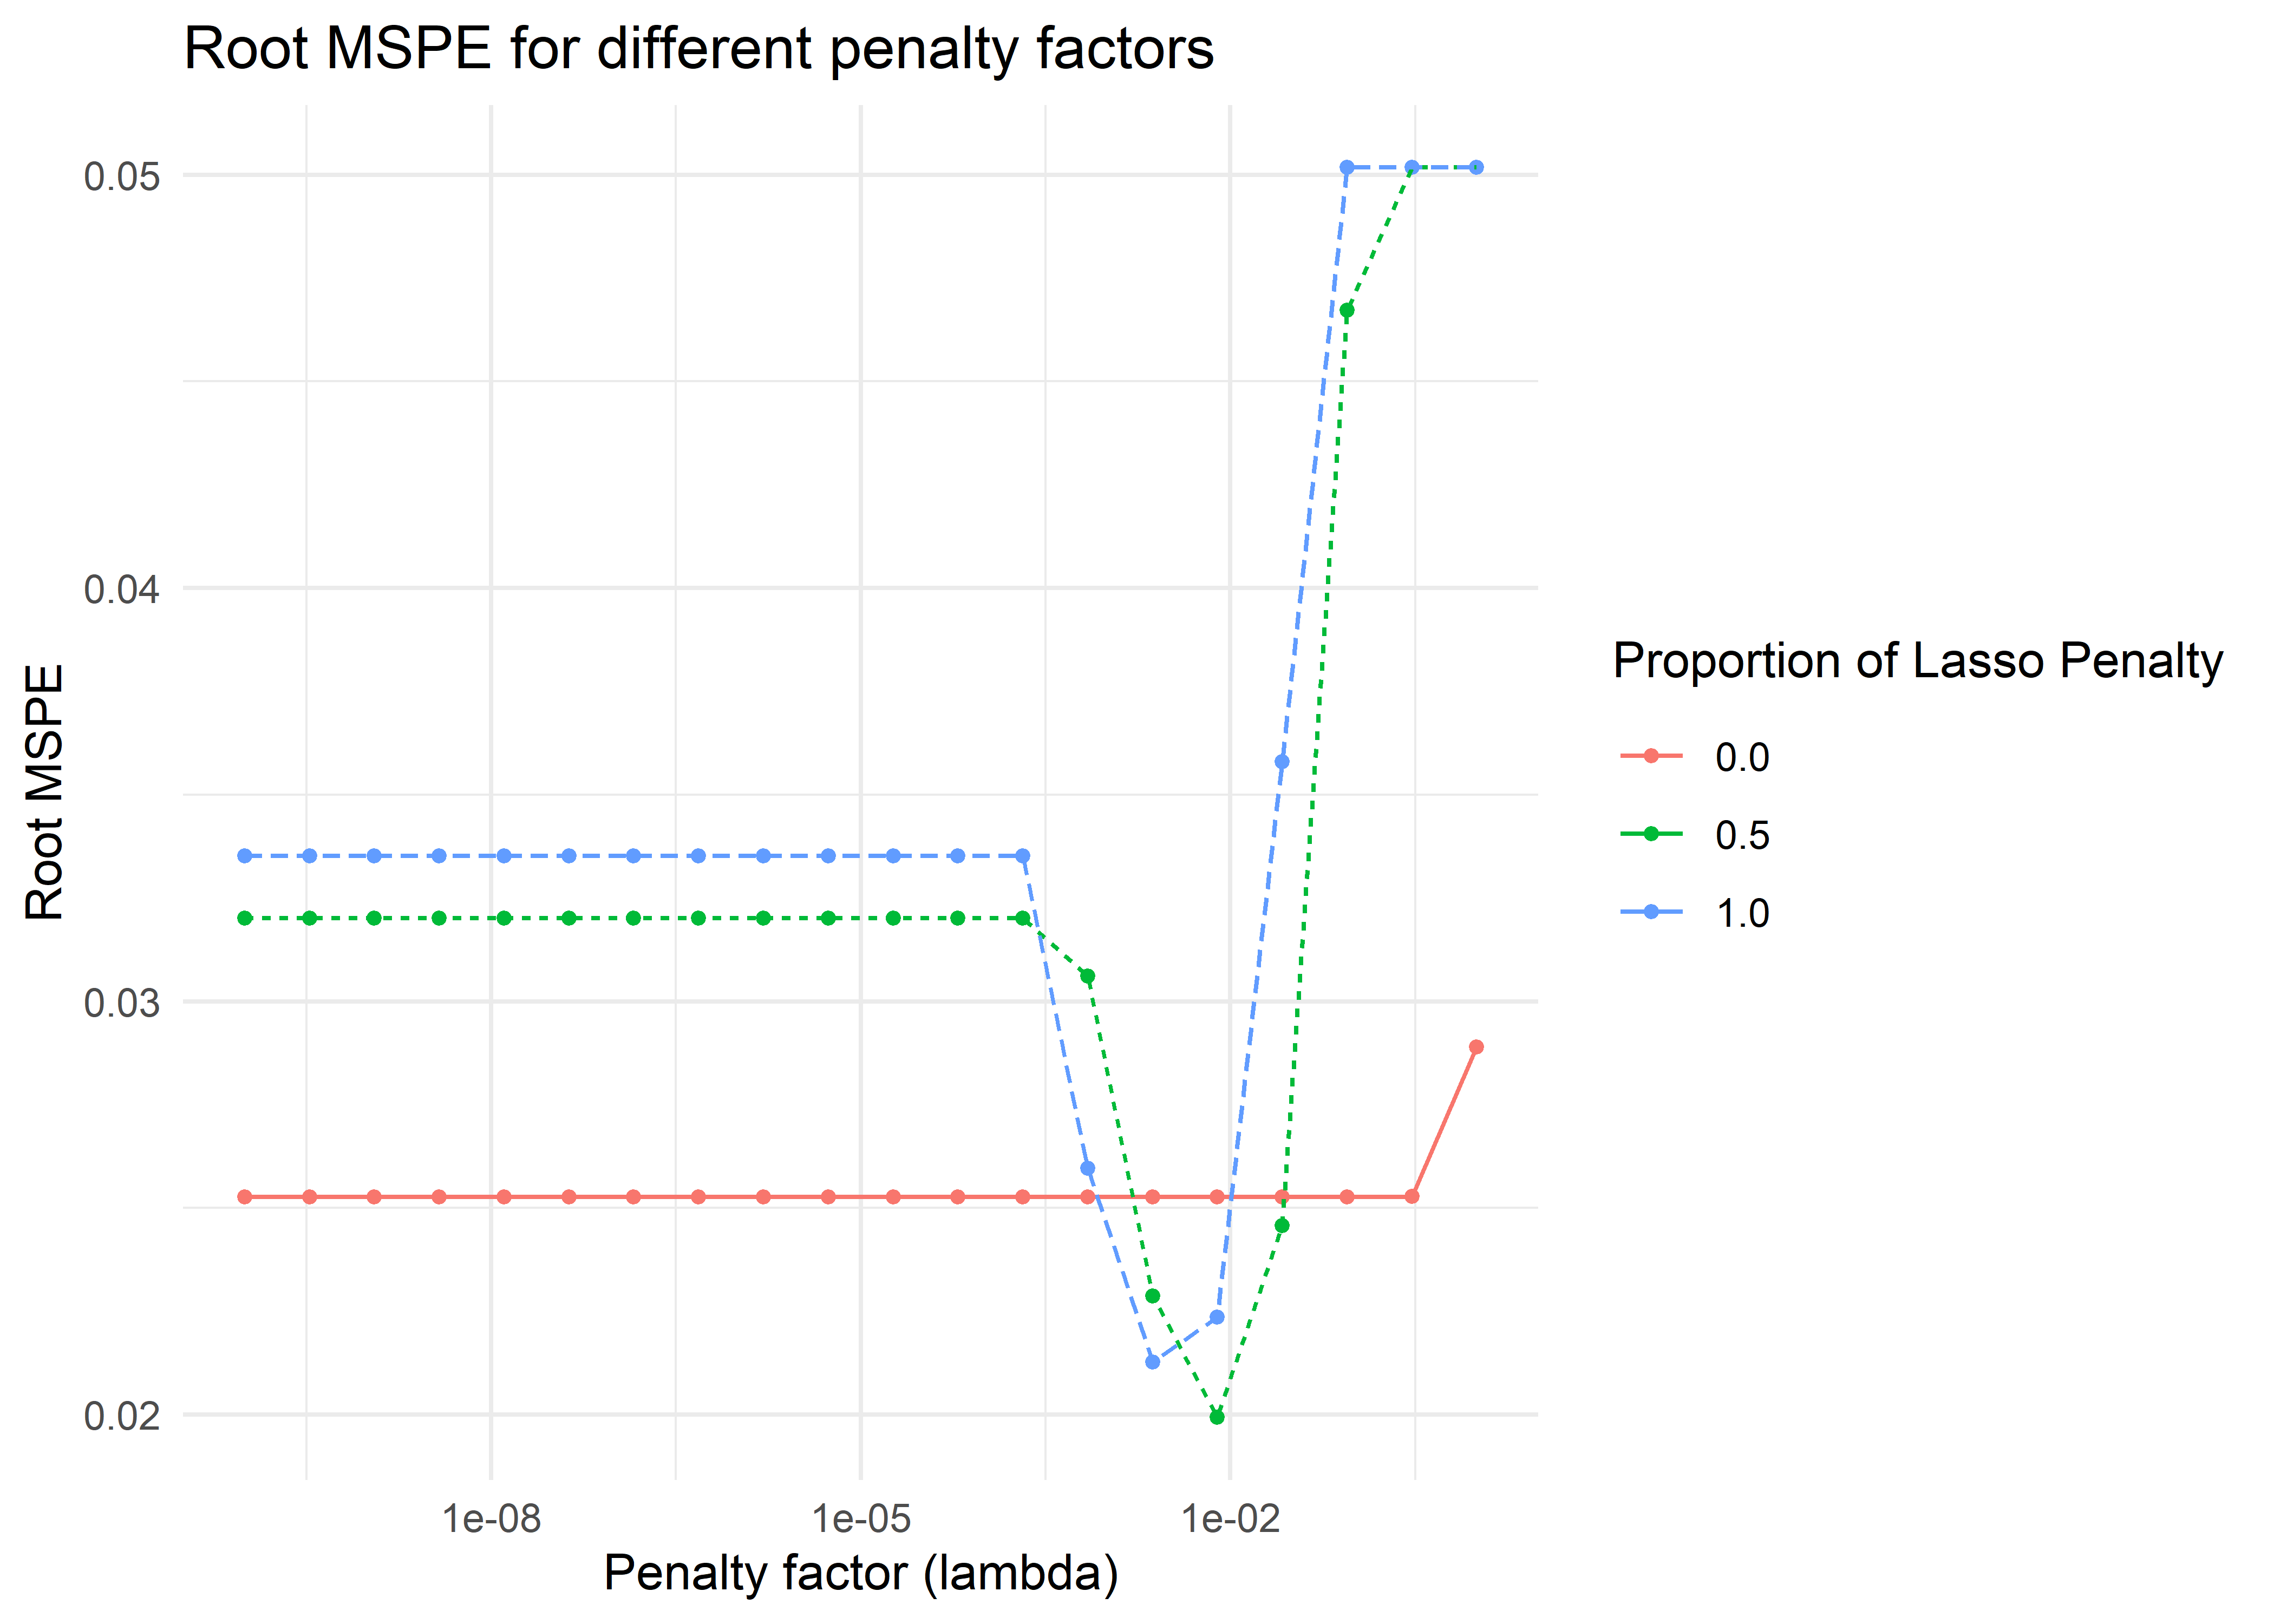 Root MSPE for different penalty factors
0.05
0.04
0.03
0.02
Root MSPE
1e-08
1e-05
1e-02
Penalty factor (lambda)
Proportion of Lasso Penalty
0.0
0.5
1.0